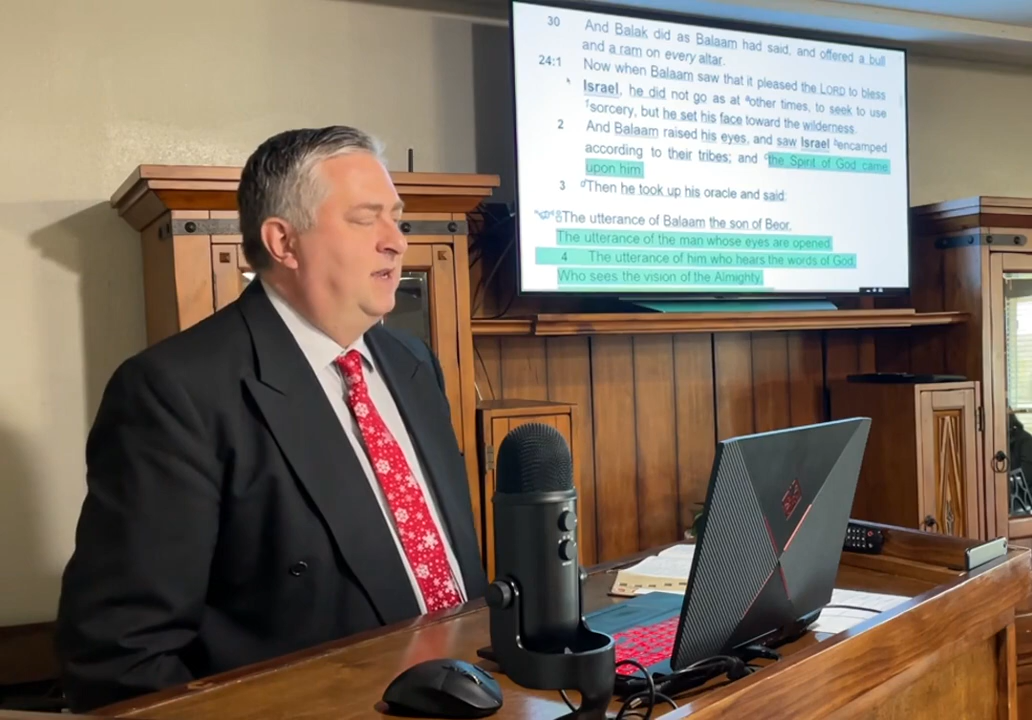 30 And Balak did as Balaam had said, and offered a bull
and a ram on every altar.
24:1 Now when Balaam saw that it pleased the LORD to bless
Israel, he did not go as at ᵃother times, to seek to use
¹sorcery, but he set his face toward the wilderness.
2 And Balaam raised his eyes, and saw Israel ᵇencamped
according to their tribes; and ᶜthe Spirit of God came
upon him.
3 ᵈThen he took up his oracle and said:
The utterance of Balaam the son of Beor,
The utterance of the man whose eyes are opened,
4 The utterance of him who hears the words of God,
Who sees the vision of the Almighty,